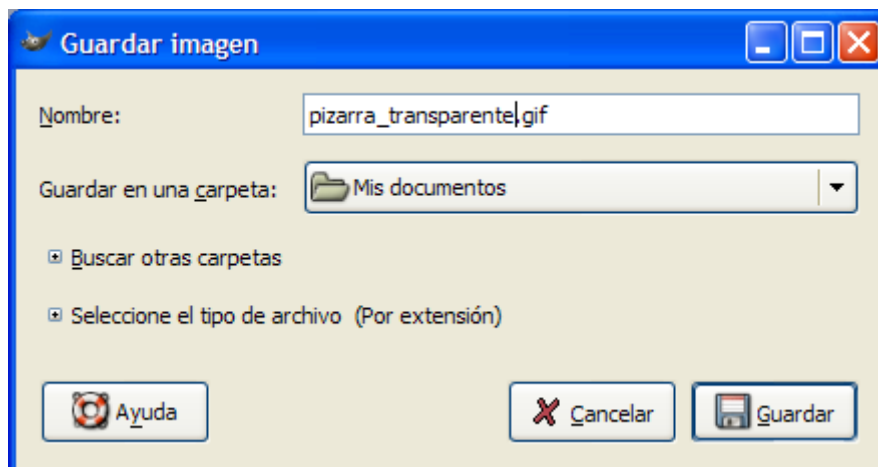 Guardar imagen
Nombre: pizarra_transparente.gif
Guardar en una carpeta: Mis documentos
Buscar otras carpetas
Seleccione el tipo de archivo (Por extensión)
Ayuda Cancelar Guardar